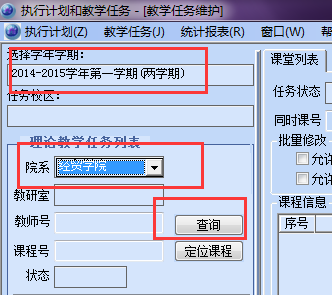 执行计划和教学任务 - [教学任务维护]
执行计划(Z) 教学任务(J) 统计报表(R) 窗口(W) 帮
选择学年学期:
2014-2015学年第一学期(两学期)
任务校区:
理论教学任务列表
院系 经贸学院
教研室
教师号 查询
课程号 定位课程
状态
课堂列表
任务状态
同时课号
批量修改
允许
允
课程信息
序号